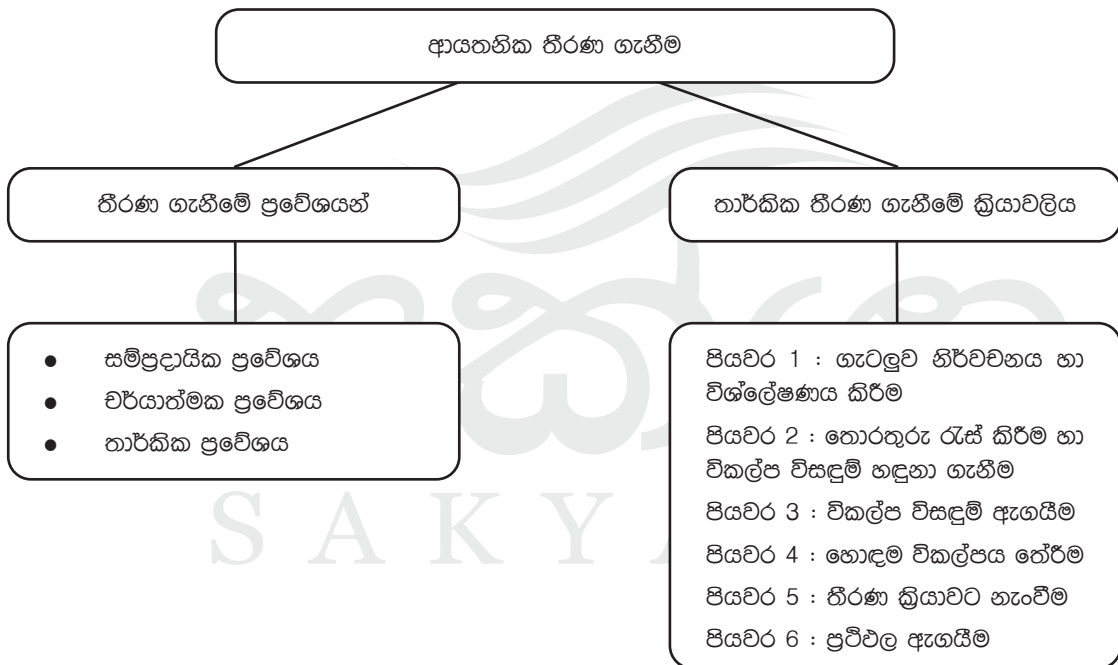 ආයතනික තීරණ ගැනීම
තීරණ ගැනීමේ ප්‍රවේශයන්
තාර්කික තීරණ ගැනීමේ ක්‍රියාවලිය
● සම්ප්‍රදායික ප්‍රවේශය
● චර්යාත්මක ප්‍රවේශය
● තාර්කික ප්‍රවේශය
පියවර 1 : ගැටලුව නිර්වචනය හා
විශ්ලේෂණය කිරීම
පියවර 2 : තොරතුරු රැස් කිරීම හා
විකල්ප විසඳුම් හඳුනා ගැනීම
පියවර 3 : විකල්ප විසඳුම් ඇගයීම
පියවර 4 : හොඳම විකල්පය තේරීම
පියවර 5 : තීරණ ක්‍රියාවට නැංවීම
පියවර 6 : ප්‍රථිඵල ඇගයීම
SAKY